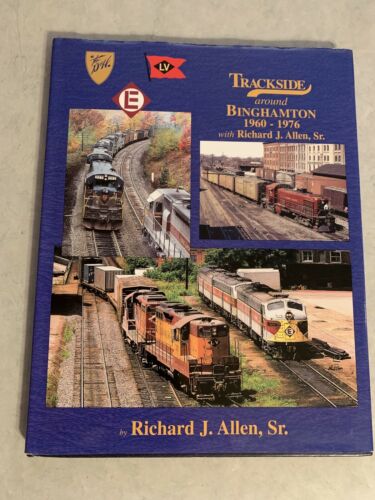 D&H
LV
E
TRACKSIDE
around
BINGHAMTON
1960 - 1976
with Richard J. Allen, Sr.
by Richard J. Allen, Sr.